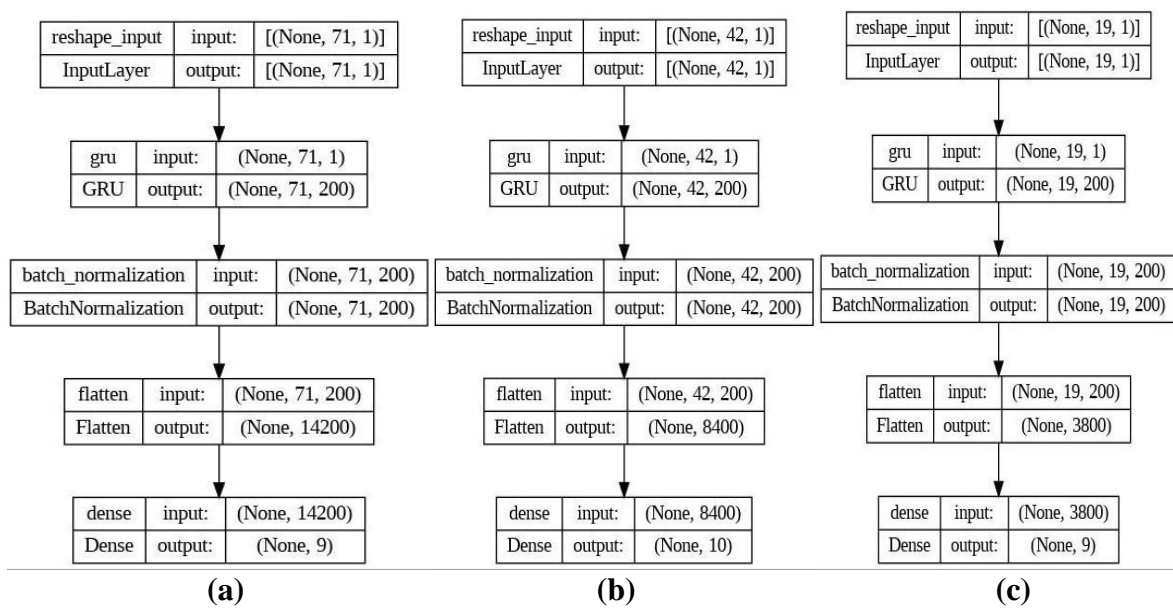 reshape_input input: [(None, 71, 1)]
InputLayer output: [(None, 71, 1)]
gru input: (None, 71, 1)
GRU output: (None, 71, 200)
batch_normalization input: (None, 71, 200)
BatchNormalization output: (None, 71, 200)
flatten input: (None, 71, 200)
Flatten output: (None, 14200)
dense input: (None, 14200)
Dense output: (None, 9)
(a)
reshape_input input: [(None, 42, 1)]
InputLayer output: [(None, 42, 1)]
gru input: (None, 42, 1)
GRU output: (None, 42, 200)
batch_normalization input: (None, 42, 200)
BatchNormalization output: (None, 42, 200)
flatten input: (None, 42, 200)
Flatten output: (None, 8400)
dense input: (None, 8400)
Dense output: (None, 10)
(b)
reshape_input input: [(None, 19, 1)]
InputLayer output: [(None, 19, 1)]
gru input: (None, 19, 1)
GRU output: (None, 19, 200)
batch_normalization input: (None, 19, 200)
BatchNormalization output: (None, 19, 200)
flatten input: (None, 19, 200)
Flatten output: (None, 3800)
dense input: (None, 3800)
Dense output: (None, 9)
(c)